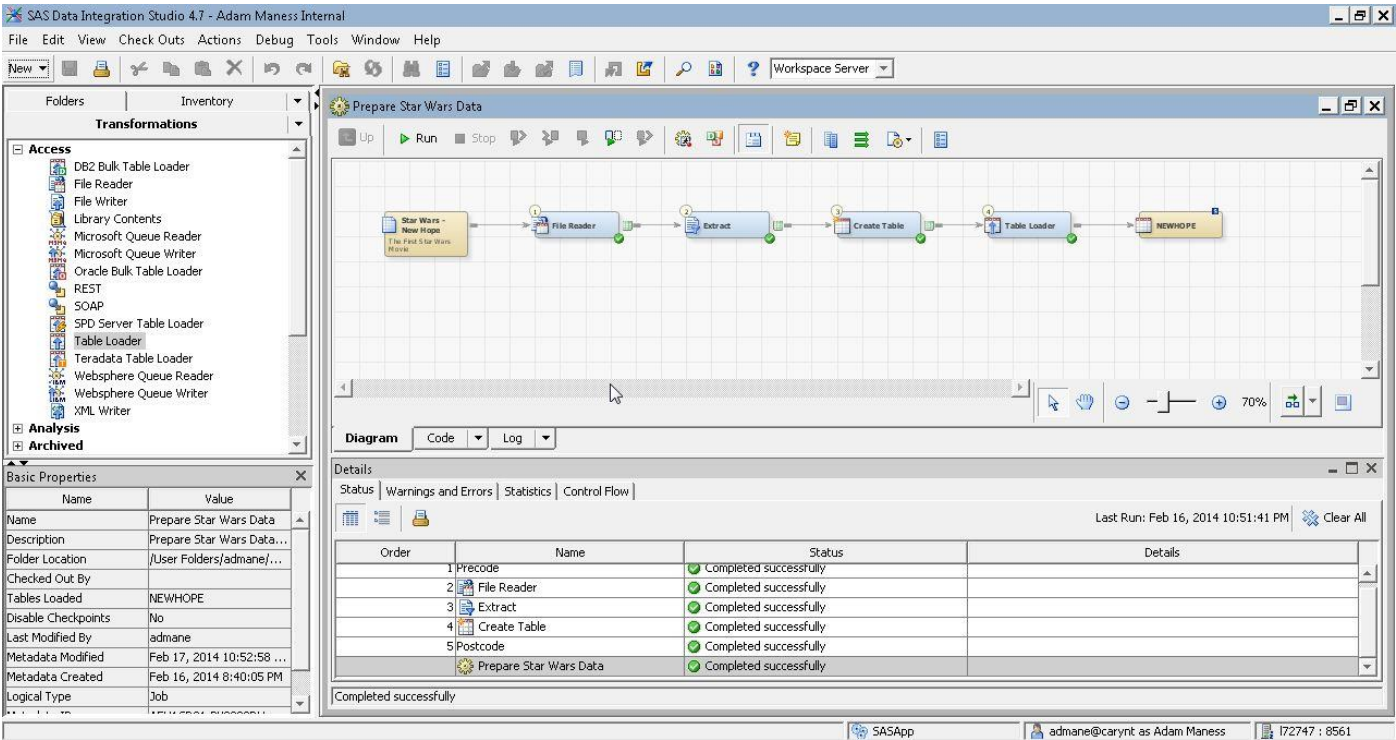 SAS Data Integration Studio 4.7 - Adam Maness Internal
File Edit View Check Outs Actions Debug Tools Window Help
New Workspace Server
Folders Inventory
Transformations
Access
DB2 Bulk Table Loader
File Reader
File Writer
Library Contents
Microsoft Queue Reader
Microsoft Queue Writer
Oracle Bulk Table Loader
REST
SOAP
SPD Server Table Loader
Table Loader
Teradata Table Loader
Websphere Queue Reader
Websphere Queue Writer
XML Writer
Analysis
Archived
Basic Properties
Name Value
Name Prepare Star Wars Data
Description Prepare Star Wars Data...
Folder Location /User Folders/admane/...
Checked Out By
Tables Loaded NEWHOPE
Disable Checkpoints No
Last Modified By admane
Metadata Modified Feb 17, 2014 10:52:58 ...
Metadata Created Feb 16, 2014 8:40:05 PM
Logical Type Job
Prepare Star Wars Data
Up Run Stop
Star Wars -
New Hope
The First Star Wars
Movie
1
File Reader
2
Extract
3
Create Table
4
Table Loader
NEWHOPE
70%
Diagram Code Log
Details
Status Warnings and Errors Statistics Control Flow
Last Run: Feb 16, 2014 10:51:41 PM Clear All
Order Name Status Details
1 Precode Completed successfully
2 File Reader Completed successfully
3 Extract Completed successfully
4 Create Table Completed successfully
5 Postcode Completed successfully
Prepare Star Wars Data Completed successfully
Completed successfully
SASApp admane@carynt as Adam Maness l72747 : 8561